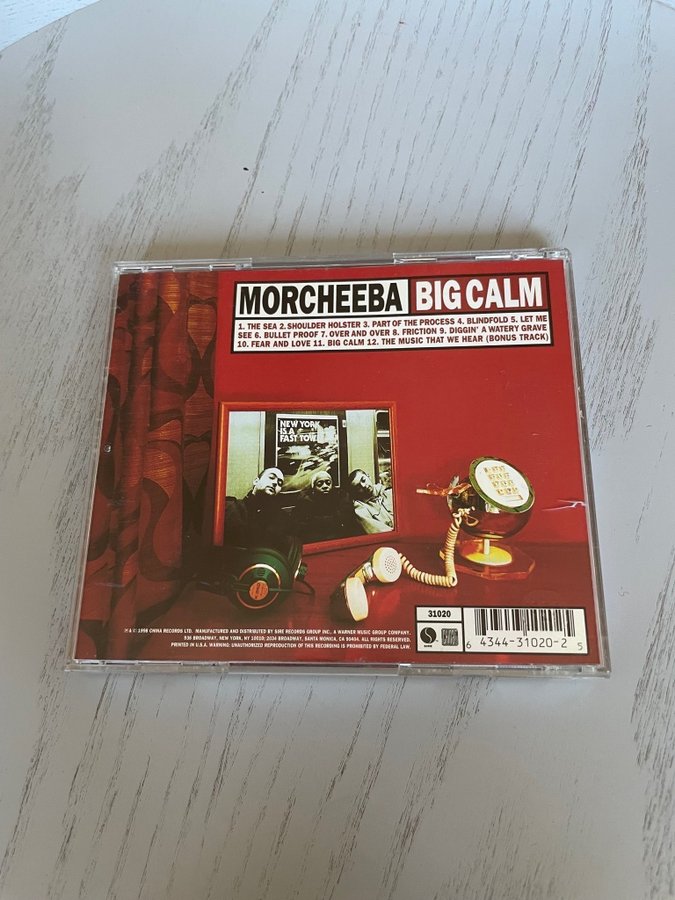 MORCHEEBA BIG CALM
1. THE SEA 2. SHOULDER HOLSTER 3. PART OF THE PROCESS 4. BLINDFOLD 5. LET ME
SEE 6. BULLET PROOF 7. OVER AND OVER 8. FRICTION 9. DIGGIN' A WATERY GRAVE
10. FEAR AND LOVE 11. BIG CALM 12. THE MUSIC THAT WE HEAR (BONUS TRACK)
NEW YORK
IS A
FAST TOW
31020
SIRE
6 4344-31020-2 5
℗ & © 1998 CHINA RECORDS LTD. MANUFACTURED AND DISTRIBUTED BY SIRE RECORDS GROUP INC., A WARNER MUSIC GROUP COMPANY.
936 BROADWAY, NEW YORK, NY 10010; 2034 BROADWAY, SANTA MONICA, CA 90404. ALL RIGHTS RESERVED.
PRINTED IN U.S.A. WARNING: UNAUTHORIZED REPRODUCTION OF THIS RECORDING IS PROHIBITED BY FEDERAL LAW.